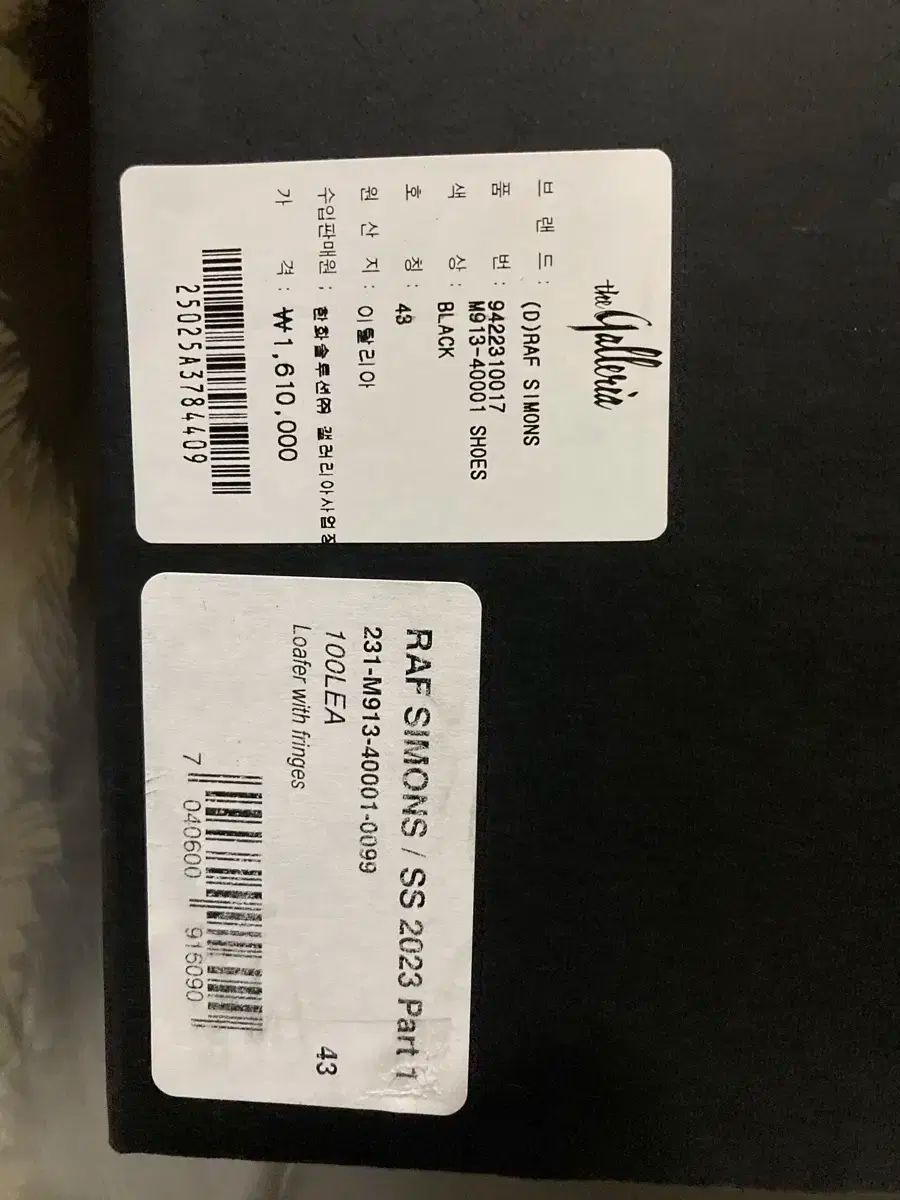 the Galleria
브 랜 드 : (D)RAF SIMONS
품 번 : 9422310017
M913-40001 SHOES
색 상 : BLACK
호 칭 : 43
원 산 지 : 이탈리아
수입판매원 : 한화솔루션㈜ 갤러리아사업장
가 격 : ₩1,610,000
25025A3784409
RAF SIMONS / SS 2023 Part 1
231-M913-40001-0099
100LEA 43
Loafer with fringes
7 040600 916090